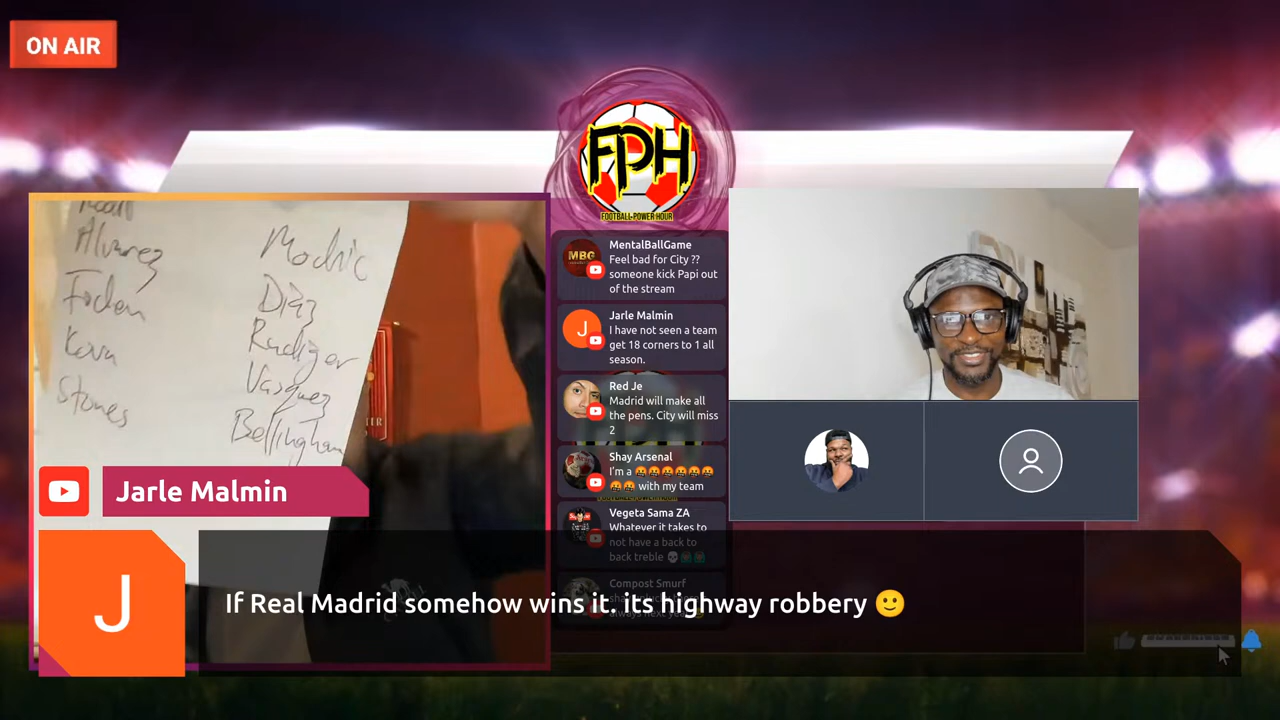 ON AIR
FPH
FOOTBALL-POWER-HOUR
Alvarez
Foden
Kova
Stones
Modric
Diaz
Rudiger
Vasquez
Bellingham
MentalBallGame
MBG
Feel bad for City ??
someone kick Papi out
of the stream
Jarle Malmin
J
I have not seen a team
get 18 corners to 1 all
season.
Red Je
Madrid will make all
the pens. City will miss
2
Shay Arsenal
I'm a 🤬🤬🤬🤬🤬🤬
🤬🤬 with my team
Vegeta Sama ZA
Whatever it takes to
not have a back to
back treble 💀
Compost Smurf
Jarle Malmin
J
If Real Madrid somehow wins it. Its highway robbery 🙂